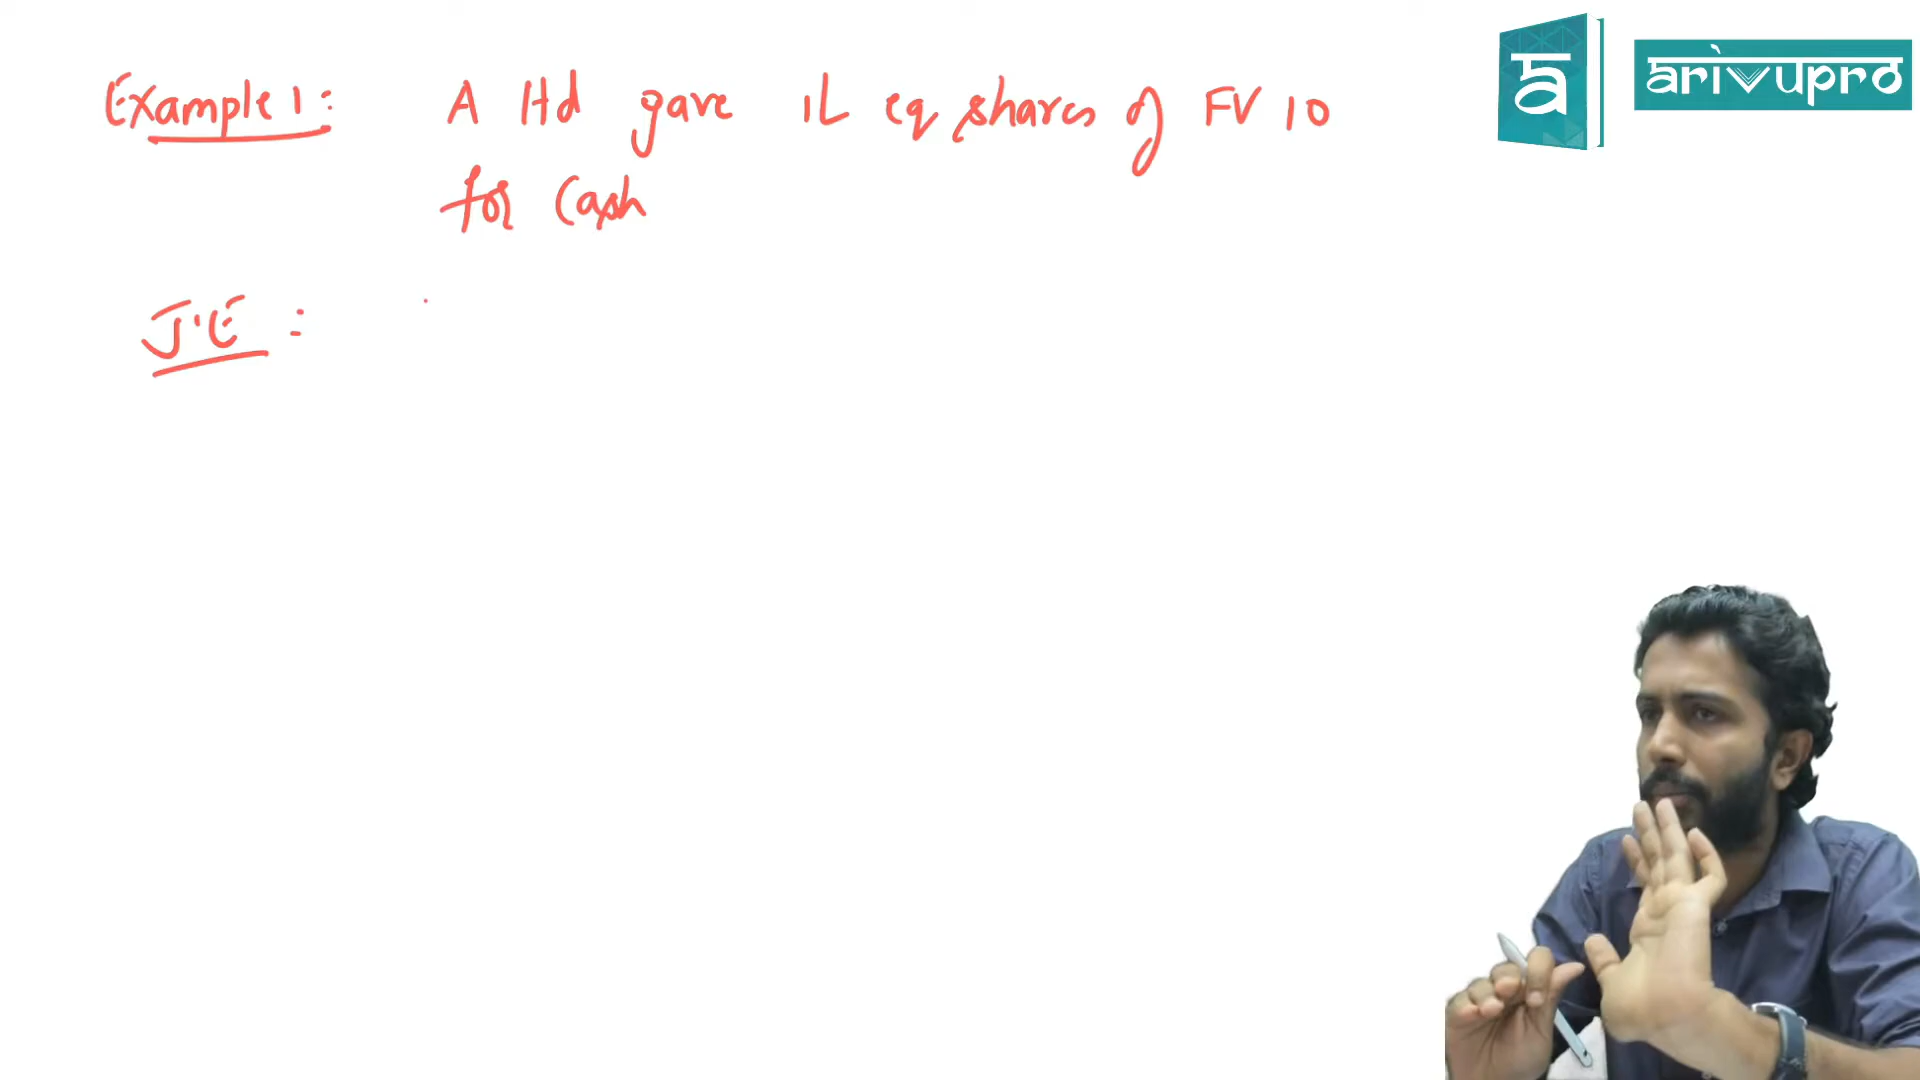 Example 1: A Ltd gave 1L eq shares of FV 10
for Cash
J.E :
a arivupro